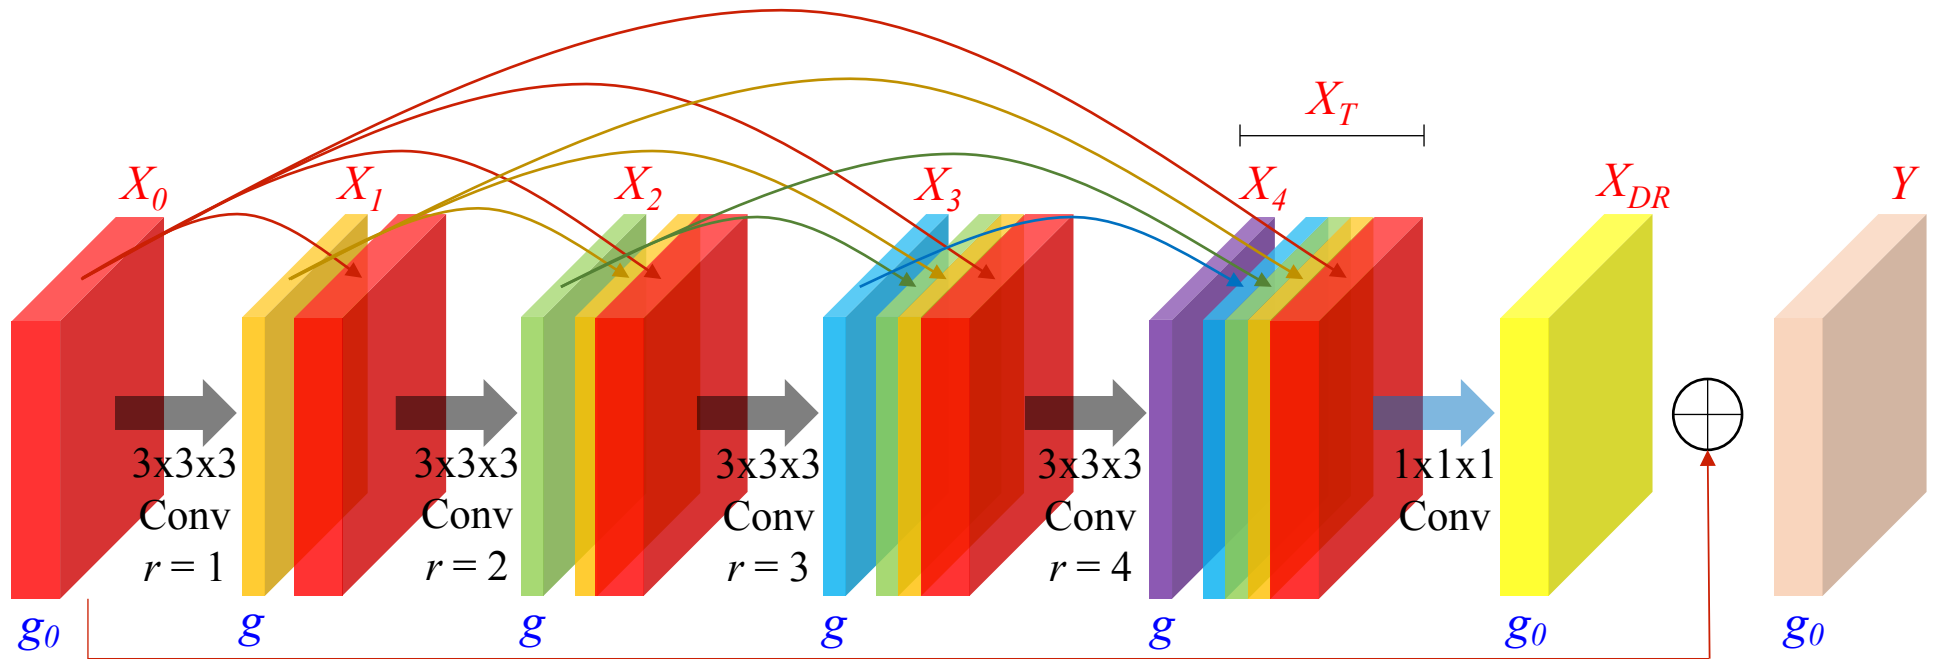 X_T
X_0 X_1 X_2 X_3 X_4 X_DR Y
3x3x3 3x3x3 3x3x3 3x3x3 1x1x1
Conv Conv Conv Conv Conv
r = 1 r = 2 r = 3 r = 4
g_0 g g g g g_0 g_0